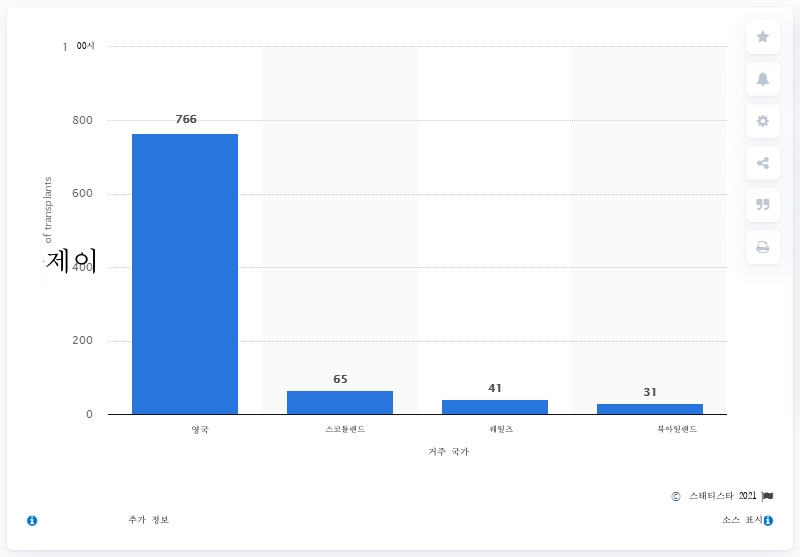 1 00시
800
766
600
of transplants
제이
400
200
65
41
31
0
영국 스코틀랜드 웨일즈 북아일랜드
거주 국가
© 스태티스타 2021
추가 정보 소스 표시